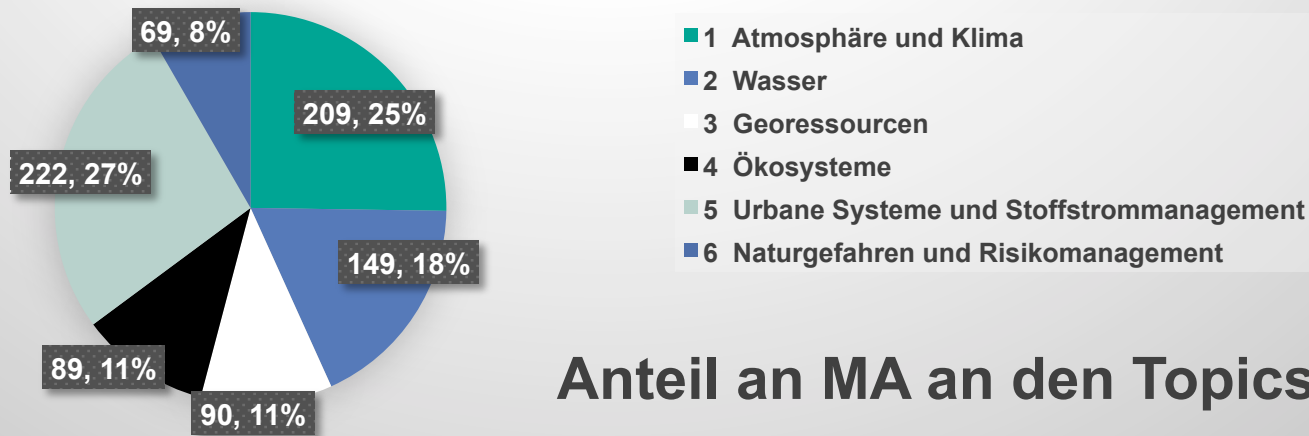 69, 8%
209, 25%
222, 27%
149, 18%
89, 11%
90, 11%
1 Atmosphäre und Klima
2 Wasser
3 Georessourcen
4 Ökosysteme
5 Urbane Systeme und Stoffstrommanagement
6 Naturgefahren und Risikomanagement
Anteil an MA an den Topics